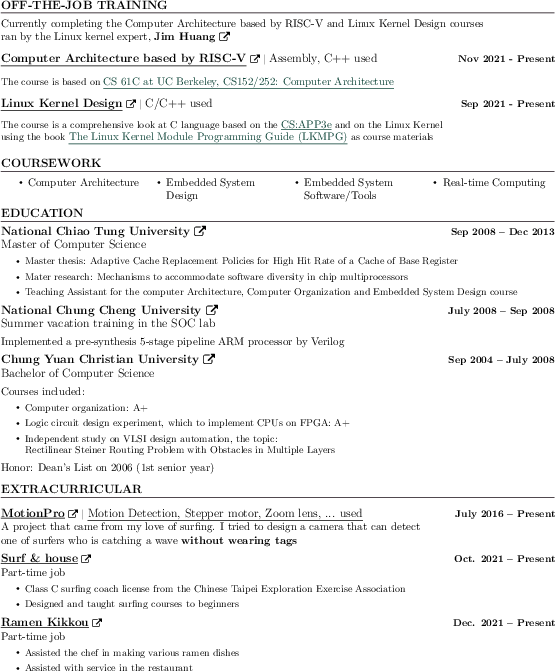 OFF-THE-JOB TRAINING
Currently completing the Computer Architecture based by RISC-V and Linux Kernel Design courses
ran by the Linux kernel expert, Jim Huang
Computer Architecture based by RISC-V | Assembly, C++ used Nov 2021 - Present
The course is based on CS 61C at UC Berkeley, CS152/252: Computer Architecture
Linux Kernel Design | C/C++ used Sep 2021 - Present
The course is a comprehensive look at C language based on the CS:APP3e and on the Linux Kernel
using the book The Linux Kernel Module Programming Guide (LKMPG) as course materials
COURSEWORK
• Computer Architecture • Embedded System • Embedded System • Real-time Computing
Design Software/Tools
EDUCATION
National Chiao Tung University Sep 2008 – Dec 2013
Master of Computer Science
• Master thesis: Adaptive Cache Replacement Policies for High Hit Rate of a Cache of Base Register
• Mater research: Mechanisms to accommodate software diversity in chip multiprocessors
• Teaching Assistant for the computer Architecture, Computer Organization and Embedded System Design course
National Chung Cheng University July 2008 – Sep 2008
Summer vacation training in the SOC lab
Implemented a pre-synthesis 5-stage pipeline ARM processor by Verilog
Chung Yuan Christian University Sep 2004 – July 2008
Bachelor of Computer Science
Courses included:
• Computer organization: A+
• Logic circuit design experiment, which to implement CPUs on FPGA: A+
• Independent study on VLSI design automation, the topic:
Rectilinear Steiner Routing Problem with Obstacles in Multiple Layers
Honor: Dean's List on 2006 (1st senior year)
EXTRACURRICULAR
MotionPro | Motion Detection, Stepper motor, Zoom lens, ... used July 2016 – Present
A project that came from my love of surfing. I tried to design a camera that can detect
one of surfers who is catching a wave without wearing tags
Surf & house Oct. 2021 – Present
Part-time job
• Class C surfing coach license from the Chinese Taipei Exploration Exercise Association
• Designed and taught surfing courses to beginners
Ramen Kikkou Dec. 2021 – Present
Part-time job
• Assisted the chef in making various ramen dishes
• Assisted with service in the restaurant